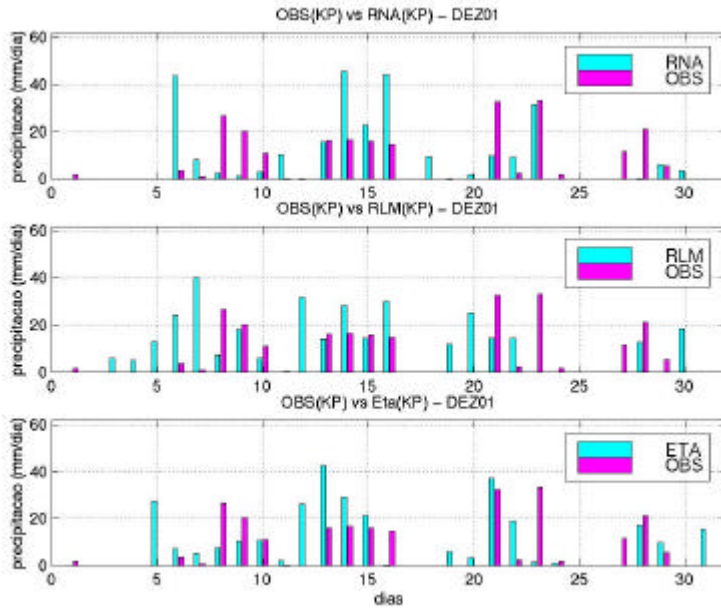 OBS(KP) vs RNA(KP) - DEZ01
precipitacao (mm/dia)
60
40
20
0
RNA
OBS
0 5 10 15 20 25 30
OBS(KP) vs RLM(KP) - DEZ01
precipitacao (mm/dia)
60
40
20
0
RLM
OBS
0 5 10 15 20 25 30
OBS(KP) vs Eta(KP) - DEZ01
precipitacao (mm/dia)
60
40
20
0
ETA
OBS
0 5 10 15 20 25 30
dias